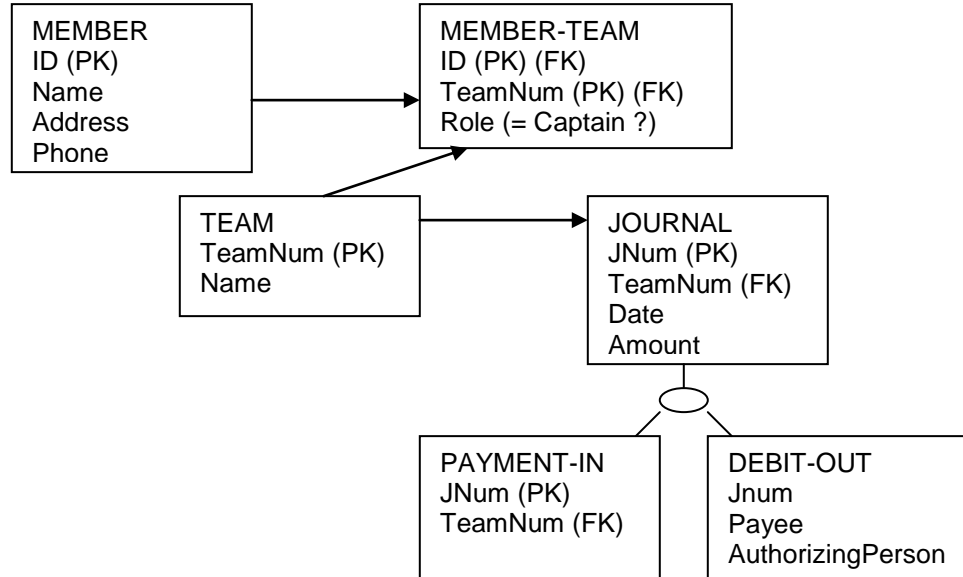 MEMBER
ID (PK)
Name
Address
Phone
MEMBER-TEAM
ID (PK) (FK)
TeamNum (PK) (FK)
Role (= Captain ?)
TEAM
TeamNum (PK)
Name
JOURNAL
JNum (PK)
TeamNum (FK)
Date
Amount
PAYMENT-IN
JNum (PK)
TeamNum (FK)
DEBIT-OUT
Jnum
Payee
AuthorizingPerson